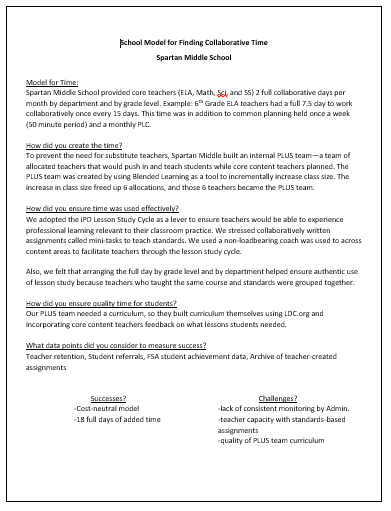 School Model for Finding Collaborative Time
Spartan Middle School
Model for Time:
Spartan Middle School provided core teachers (ELA, Math, Sci, and SS) 2 full collaborative days per
month by department and by grade level. Example: 6th Grade ELA teachers had a full 7.5 day to work
collaboratively once every 15 days. This time was in addition to common planning held once a week
(50 minute period) and a monthly PLC.
How did you create the time?
To prevent the need for substitute teachers, Spartan Middle built an internal PLUS team—a team of
allocated teachers that would push in and teach students while core content teachers planned. The
PLUS team was created by using Blended Learning as a tool to incrementally increase class size. The
increase in class size freed up 6 allocations, and those 6 teachers became the PLUS team.
How did you ensure time was used effectively?
We adopted the iPD Lesson Study Cycle as a lever to ensure teachers would be able to experience
professional learning relevant to their classroom practice. We stressed collaboratively written
assignments called mini-tasks to teach standards. We used a non-loadbearing coach was used to across
content areas to facilitate teachers through the lesson study cycle.
Also, we felt that arranging the full day by grade level and by department helped ensure authentic use
of lesson study because teachers who taught the same course and standards were grouped together.
How did you ensure quality time for students?
Our PLUS team needed a curriculum, so they built curriculum themselves using LDC.org and
incorporating core content teachers feedback on what lessons students needed.
What data points did you consider to measure success?
Teacher retention, Student referrals, FSA student achievement data, Archive of teacher-created
assignments
Successes?
-Cost-neutral model
-18 full days of added time
Challenges?
-lack of consistent monitoring by Admin.
-teacher capacity with standards-based
assignments
-quality of PLUS team curriculum